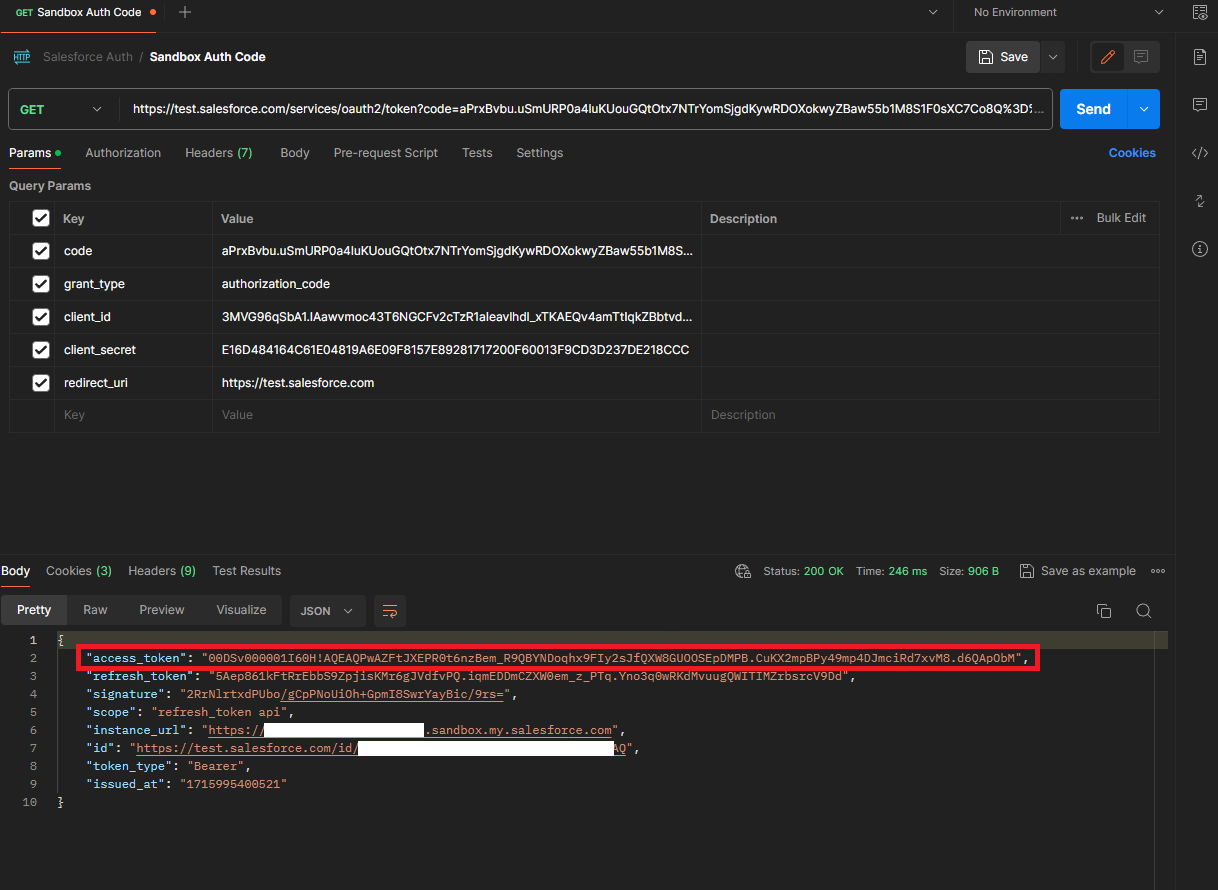 GET Sandbox Auth Code
No Environment
HTTP Salesforce Auth / Sandbox Auth Code
Save
GET https://test.salesforce.com/services/oauth2/token?code=aPrxBvbu.uSmURP0a4luKUouGQtOtx7NTrYomSjgdKywRDOXokwyZBaw55b1M8S1F0sXC7Co8Q%3D%... Send
Params Authorization Headers (7) Body Pre-request Script Tests Settings Cookies
Query Params
Key Value Description ••• Bulk Edit
code aPrxBvbu.uSmURP0a4luKUouGQtOtx7NTrYomSjgdKywRDOXokwyZBaw55b1M8S...
grant_type authorization_code
client_id 3MVG96qSbA1.IAawvmoc43T6NGCFv2cTzR1aIeavlhdl_xTKAEQv4amTtIqkZBbtvd...
client_secret E16D484164C61E04819A6E09F8157E89281717200F60013F9CD3D237DE218CCC
redirect_uri https://test.salesforce.com
Key Value Description
Body Cookies (3) Headers (9) Test Results Status: 200 OK Time: 246 ms Size: 906 B Save as example
Pretty Raw Preview Visualize JSON
1 {
2 "access_token": "00DSv000001I60H!AQEAQPwAZFtJXEPR0t6nzBem_R9QBYNDoqhx9FIy2sJfQXW8GUOOSEpDMPB.CuKX2mpBPy49mp4DJmciRd7xvM8.d6QApObM",
3 "refresh_token": "5Aep861kFtRrEbbS9ZpjisKMr6gJVdfvPQ.iqmEDDmCZXW0em_z_PTq.Yno3q0wRKdMvuugQWITIMZrbsrcV9Dd",
4 "signature": "2RrNlrtxdPUbo/gCpPNoUiOh+GpmI8SwrYayBic/9rs=",
5 "scope": "refresh_token api",
6 "instance_url": "https:// .sandbox.my.salesforce.com",
7 "id": "https://test.salesforce.com/id/ AQ",
8 "token_type": "Bearer",
9 "issued_at": "1715995400521"
10 }